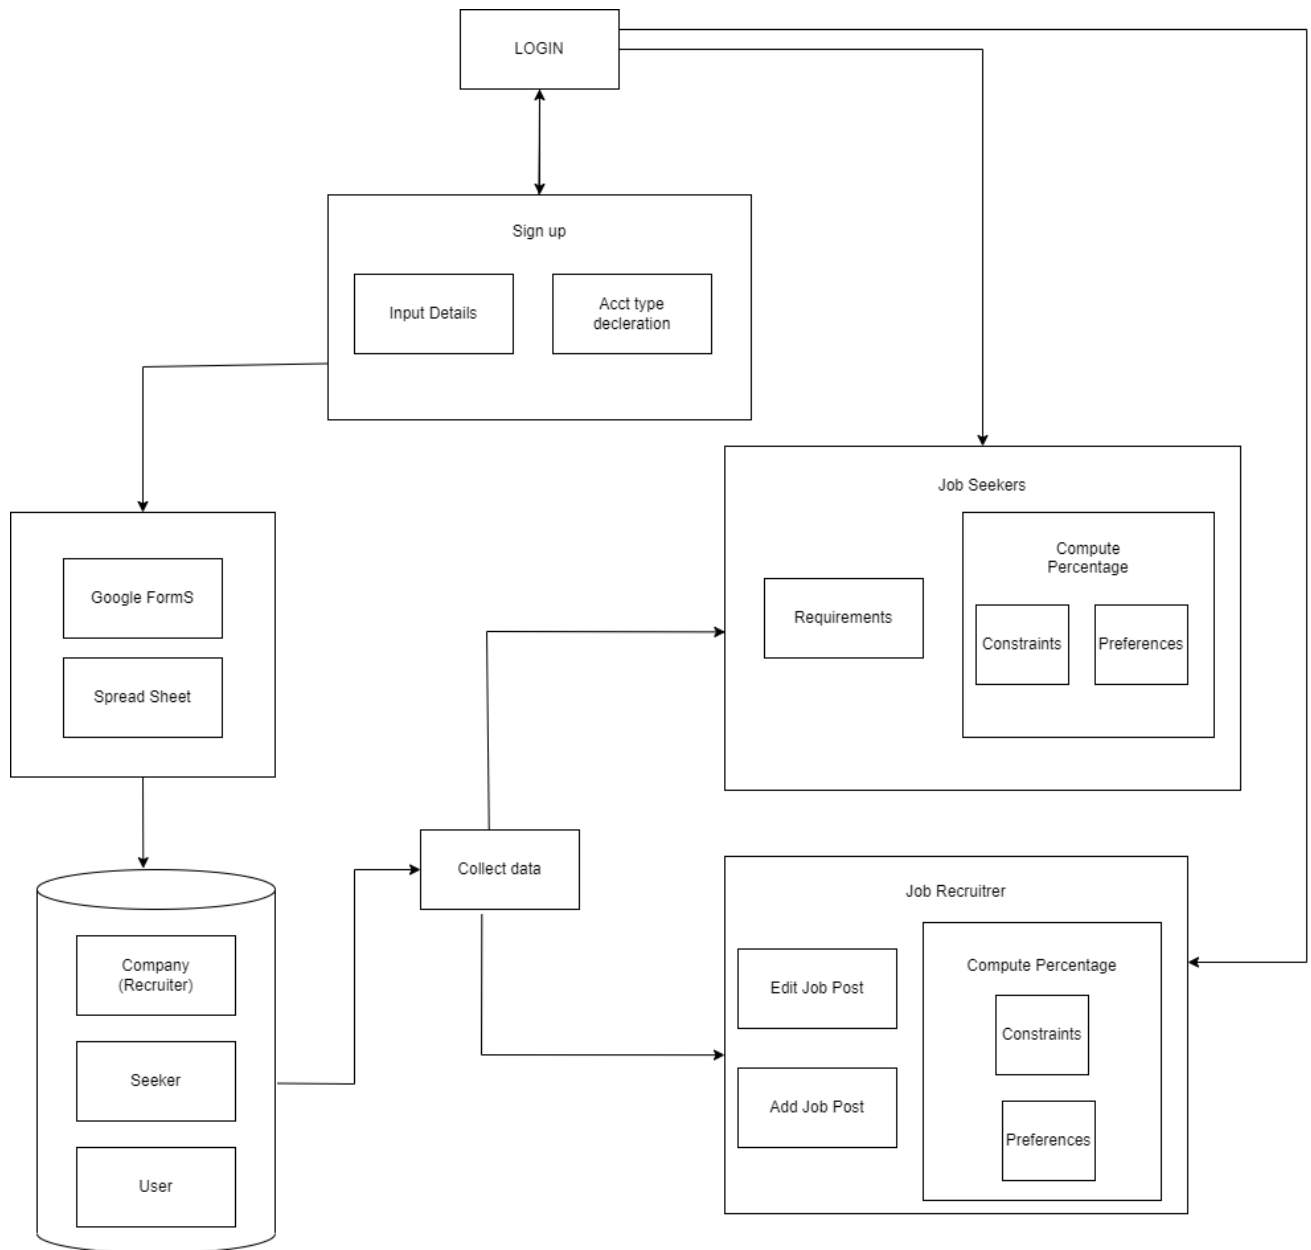 LOGIN
Sign up
Input Details
Acct type
decleration
Job Seekers
Compute
Percentage
Requirements
Constraints
Preferences
Google FormS
Spread Sheet
Collect data
Job Recruitrer
Company
(Recruiter)
Seeker
User
Edit Job Post
Add Job Post
Compute Percentage
Constraints
Preferences